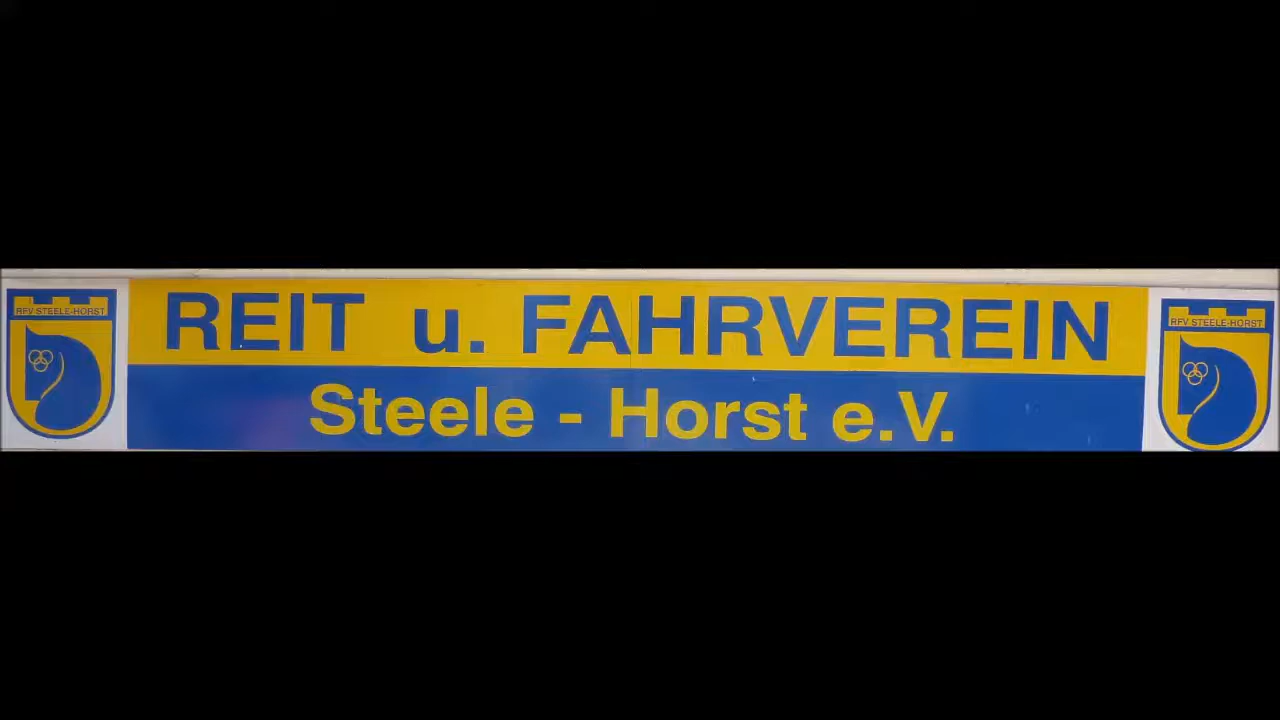 RFV STEELE-HORST
REIT u. FAHRVEREIN
Steele - Horst e.V.
RFV STEELE-HORST